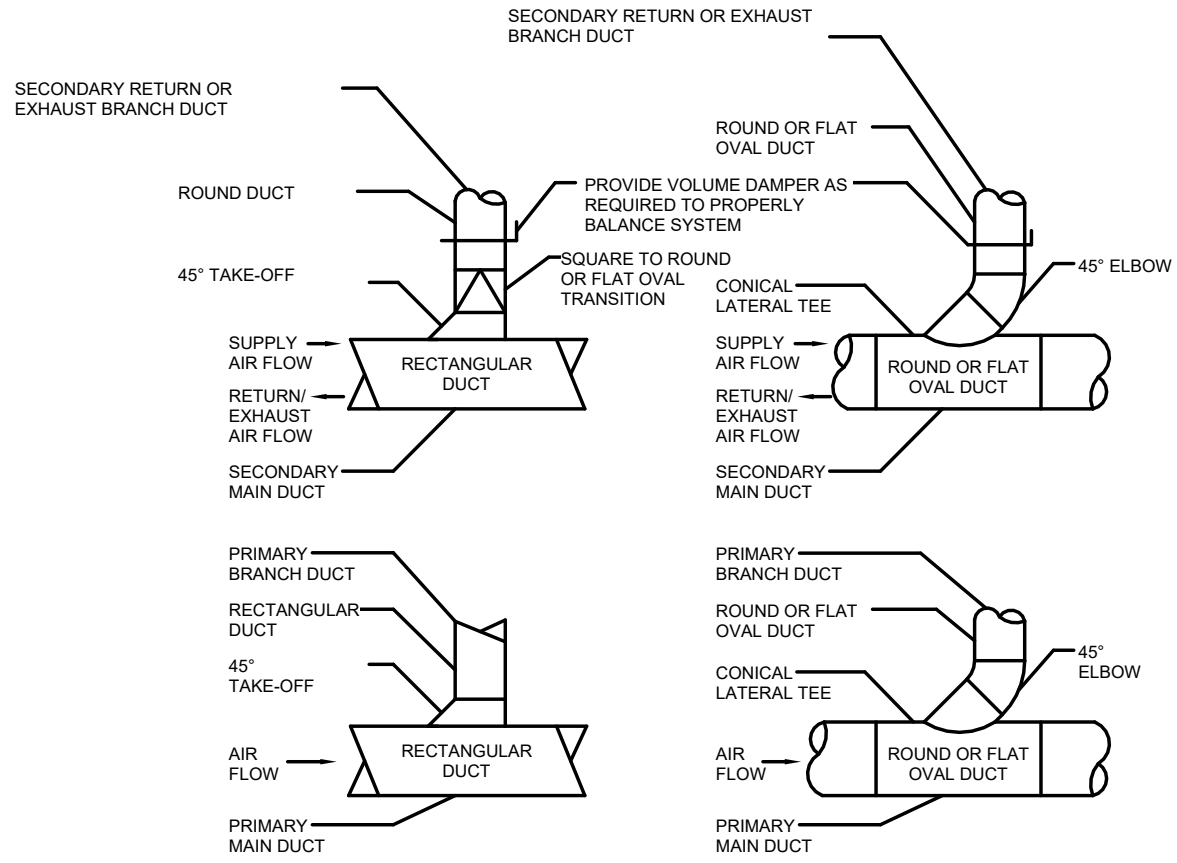 SECONDARY RETURN OR EXHAUST
BRANCH DUCT
SECONDARY RETURN OR
EXHAUST BRANCH DUCT
ROUND OR FLAT
OVAL DUCT
ROUND DUCT
PROVIDE VOLUME DAMPER AS
REQUIRED TO PROPERLY
BALANCE SYSTEM
45° TAKE-OFF
SQUARE TO ROUND
OR FLAT OVAL
TRANSITION
CONICAL
LATERAL TEE
45° ELBOW
SUPPLY
AIR FLOW
RECTANGULAR
DUCT
RETURN/
EXHAUST
AIR FLOW
SECONDARY
MAIN DUCT
SUPPLY
AIR FLOW
ROUND OR FLAT
OVAL DUCT
RETURN/
EXHAUST
AIR FLOW
SECONDARY
MAIN DUCT
PRIMARY
BRANCH DUCT
RECTANGULAR
DUCT
45°
TAKE-OFF
AIR
FLOW
RECTANGULAR
DUCT
PRIMARY
MAIN DUCT
PRIMARY
BRANCH DUCT
ROUND OR FLAT
OVAL DUCT
CONICAL
LATERAL TEE
45°
ELBOW
AIR
FLOW
ROUND OR FLAT
OVAL DUCT
PRIMARY
MAIN DUCT